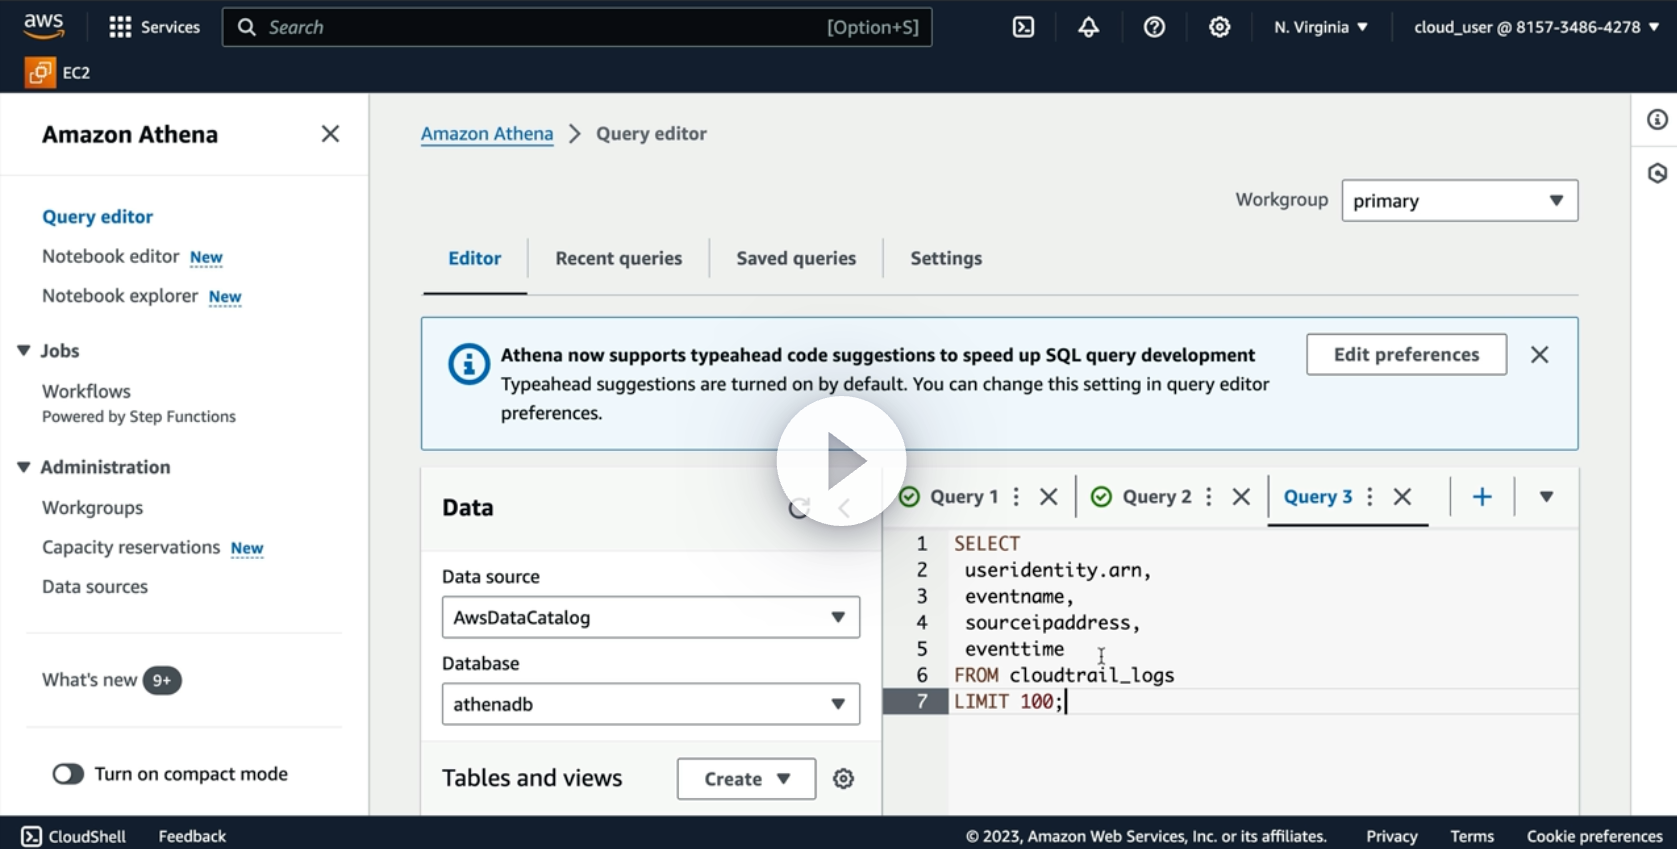 aws
Services
Search
[Option+S]
N. Virginia
cloud_user @ 8157-3486-4278
EC2
Amazon Athena
Query editor
Notebook editor New
Notebook explorer New
Jobs
Workflows
Powered by Step Functions
Administration
Workgroups
Capacity reservations New
Data sources
What's new 9+
Turn on compact mode
Amazon Athena > Query editor
Workgroup primary
Editor
Recent queries
Saved queries
Settings
Athena now supports typeahead code suggestions to speed up SQL query development
Typeahead suggestions are turned on by default. You can change this setting in query editor
preferences.
Edit preferences
Data
Data source
AwsDataCatalog
Database
athenadb
Tables and views
Create
Query 1
Query 2
Query 3
1 SELECT
2 useridentity.arn,
3 eventname,
4 sourceipaddress,
5 eventtime
6 FROM cloudtrail_logs
7 LIMIT 100;
CloudShell
Feedback
© 2023, Amazon Web Services, Inc. or its affiliates.
Privacy
Terms
Cookie preferences